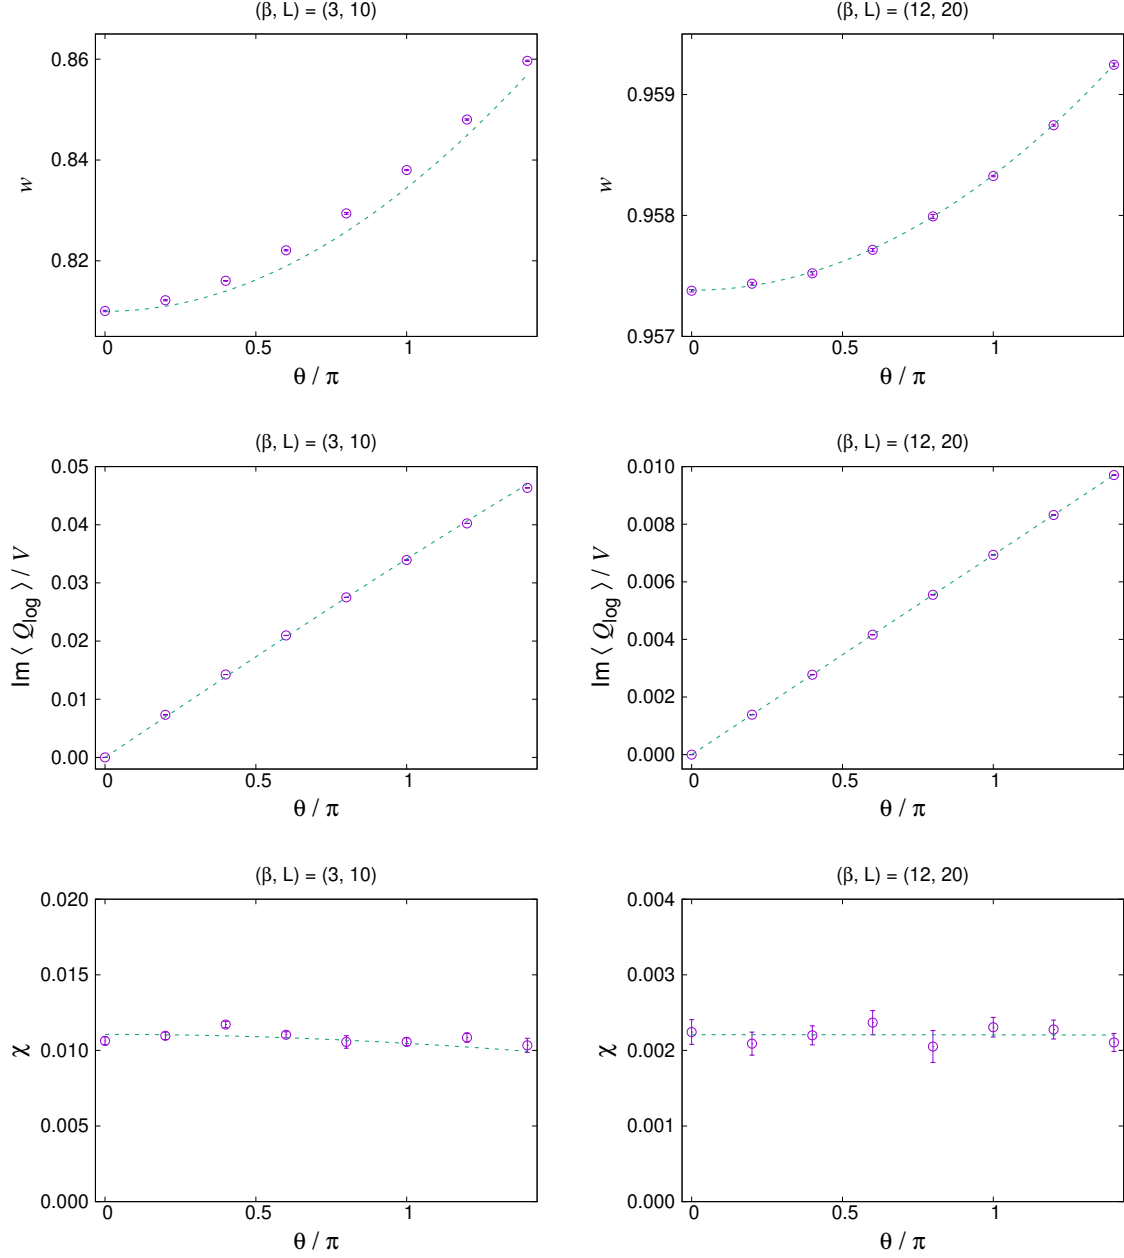 (β, L) = (3, 10)
w
0.86
0.84
0.82
0
0.5
1
θ / π
(β, L) = (12, 20)
w
0.959
0.958
0.957
0
0.5
1
θ / π
(β, L) = (3, 10)
Im ⟨ Q_log ⟩ / V
0.05
0.04
0.03
0.02
0.01
0.00
0
0.5
1
θ / π
(β, L) = (12, 20)
Im ⟨ Q_log ⟩ / V
0.010
0.008
0.006
0.004
0.002
0.000
0
0.5
1
θ / π
(β, L) = (3, 10)
χ
0.020
0.015
0.010
0.005
0.000
0
0.5
1
θ / π
(β, L) = (12, 20)
χ
0.004
0.003
0.002
0.001
0.000
0
0.5
1
θ / π